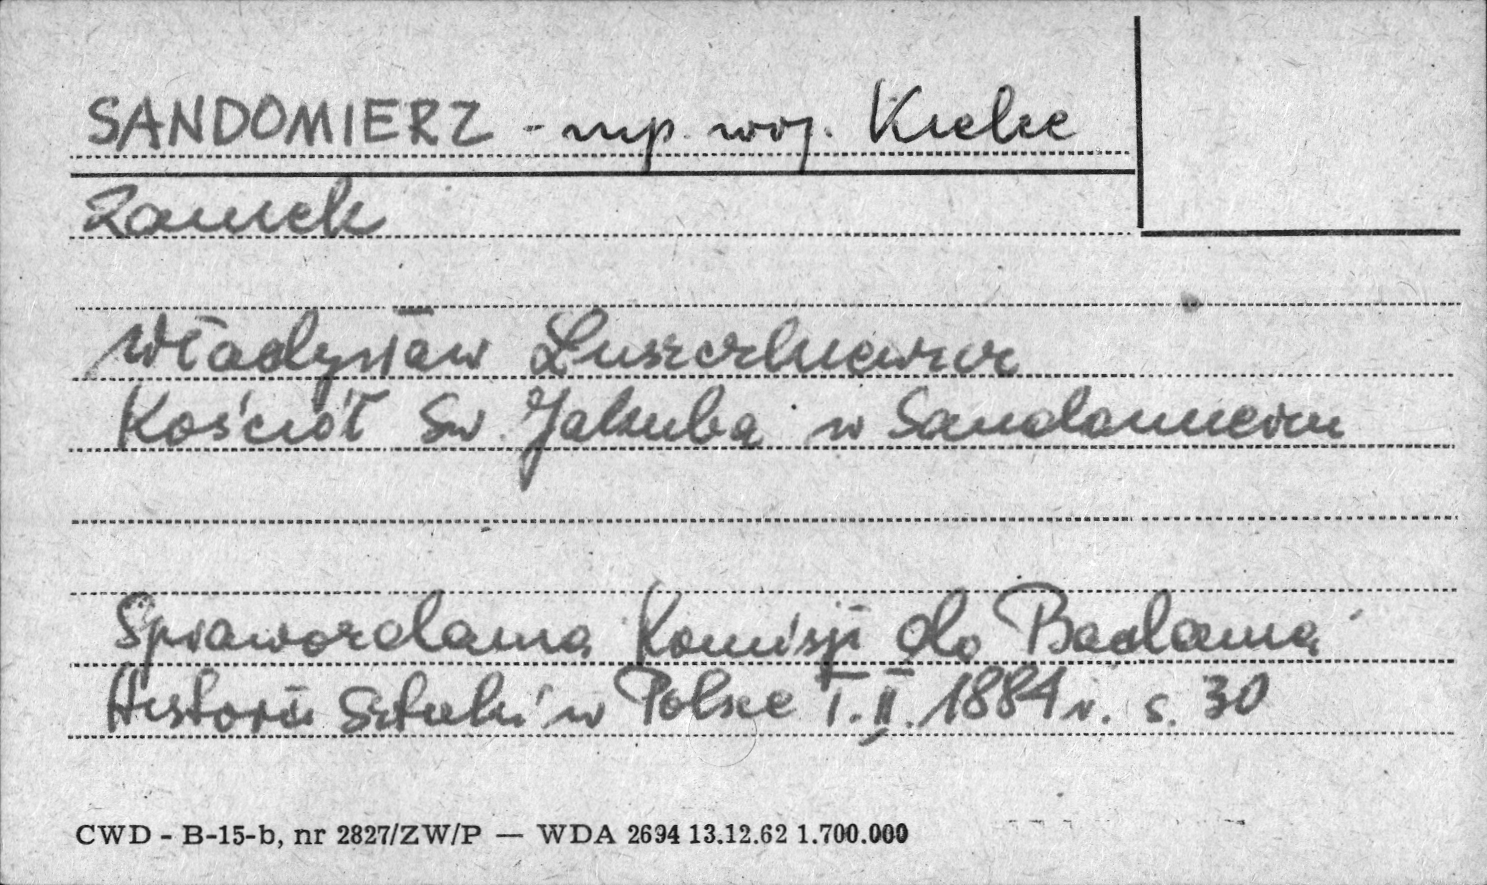 SANDOMIERZ - mp. woj. Kielce
Zamek
Władysław Łuszczkiewicz
Kościół Św. Jakuba w Sandomierzu
Sprawozdania Komisji do Badania
Historii Sztuki w Polsce T. II. 1884 r. s. 30
CWD - B-15-b, nr 2827/ZW/P — WDA 2694 13.12.62 1.700.000